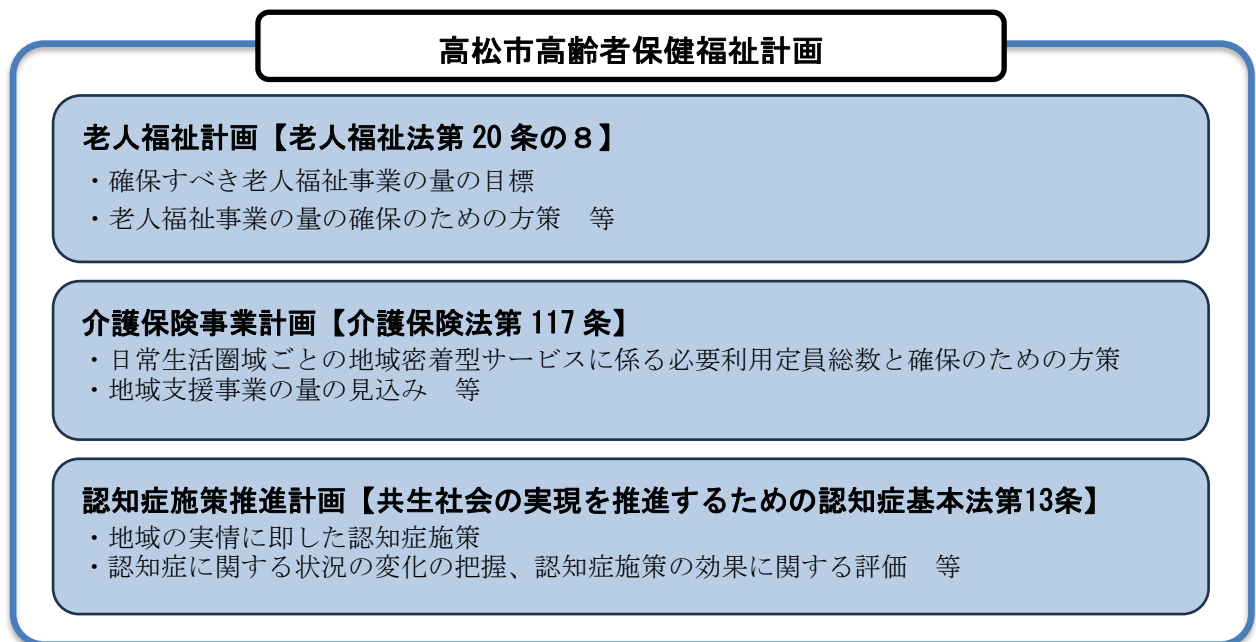 高松市高齢者保健福祉計画
老人福祉計画【老人福祉法第 20 条の８】
・確保すべき老人福祉事業の量の目標
・老人福祉事業の量の確保のための方策　等
介護保険事業計画【介護保険法第 117 条】
・日常生活圏域ごとの地域密着型サービスに係る必要利用定員総数と確保のための方策
・地域支援事業の量の見込み　等
認知症施策推進計画【共生社会の実現を推進するための認知症基本法第13条】
・地域の実情に即した認知症施策
・認知症に関する状況の変化の把握、認知症施策の効果に関する評価　等